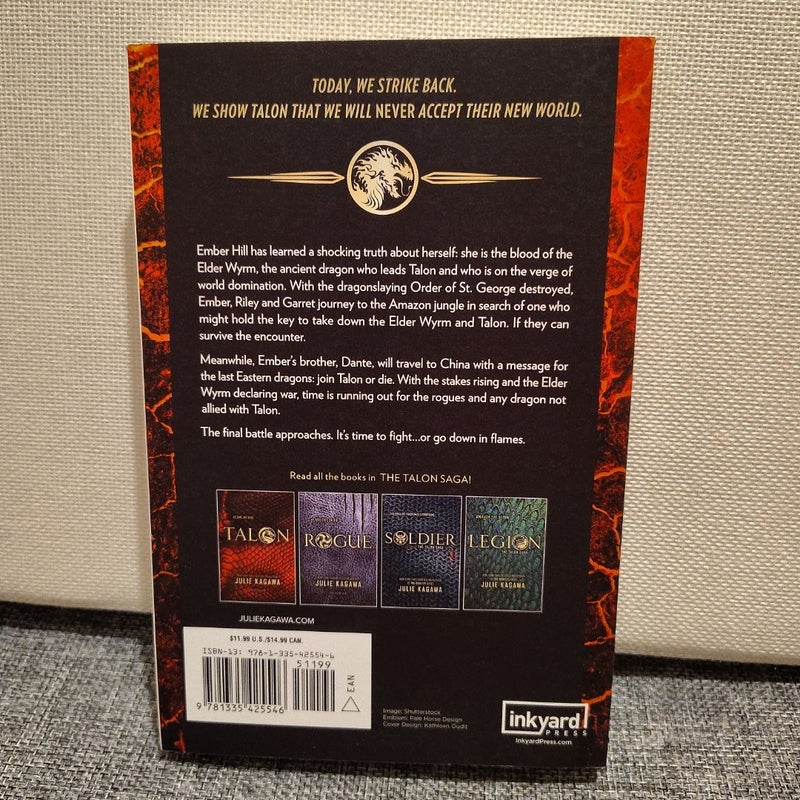 TODAY, WE STRIKE BACK.
WE SHOW TALON THAT WE WILL NEVER ACCEPT THEIR NEW WORLD.
Ember Hill has learned a shocking truth about herself: she is the blood of the
Elder Wyrm, the ancient dragon who leads Talon and who is on the verge of
world domination. With the dragonslaying Order of St. George destroyed,
Ember, Riley and Garret journey to the Amazon jungle in search of one who
might hold the key to take down the Elder Wyrm and Talon. If they can
survive the encounter.
Meanwhile, Ember's brother, Dante, will travel to China with a message for
the last Eastern dragons: join Talon or die. With the stakes rising and the Elder
Wyrm declaring war, time is running out for the rogues and any dragon not
allied with Talon.
The final battle approaches. It's time to fight...or go down in flames.
Read all the books in THE TALON SAGA!
TALON
JULIE KAGAWA
ROGUE
JULIE KAGAWA
SOLDIER
THE TALON SAGA
JULIE KAGAWA
LEGION
THE TALON SAGA
JULIE KAGAWA
JULIEKAGAWA.COM
$11.99 U.S./$14.99 CAN.
ISBN-13: 978-1-335-42554-6
51199
EAN
9 781335 425546
Image: Shutterstock
Emblem: Pale Horse Design
Cover Design: Kathleen Oudit
inkyard
PRESS
InkyardPress.com